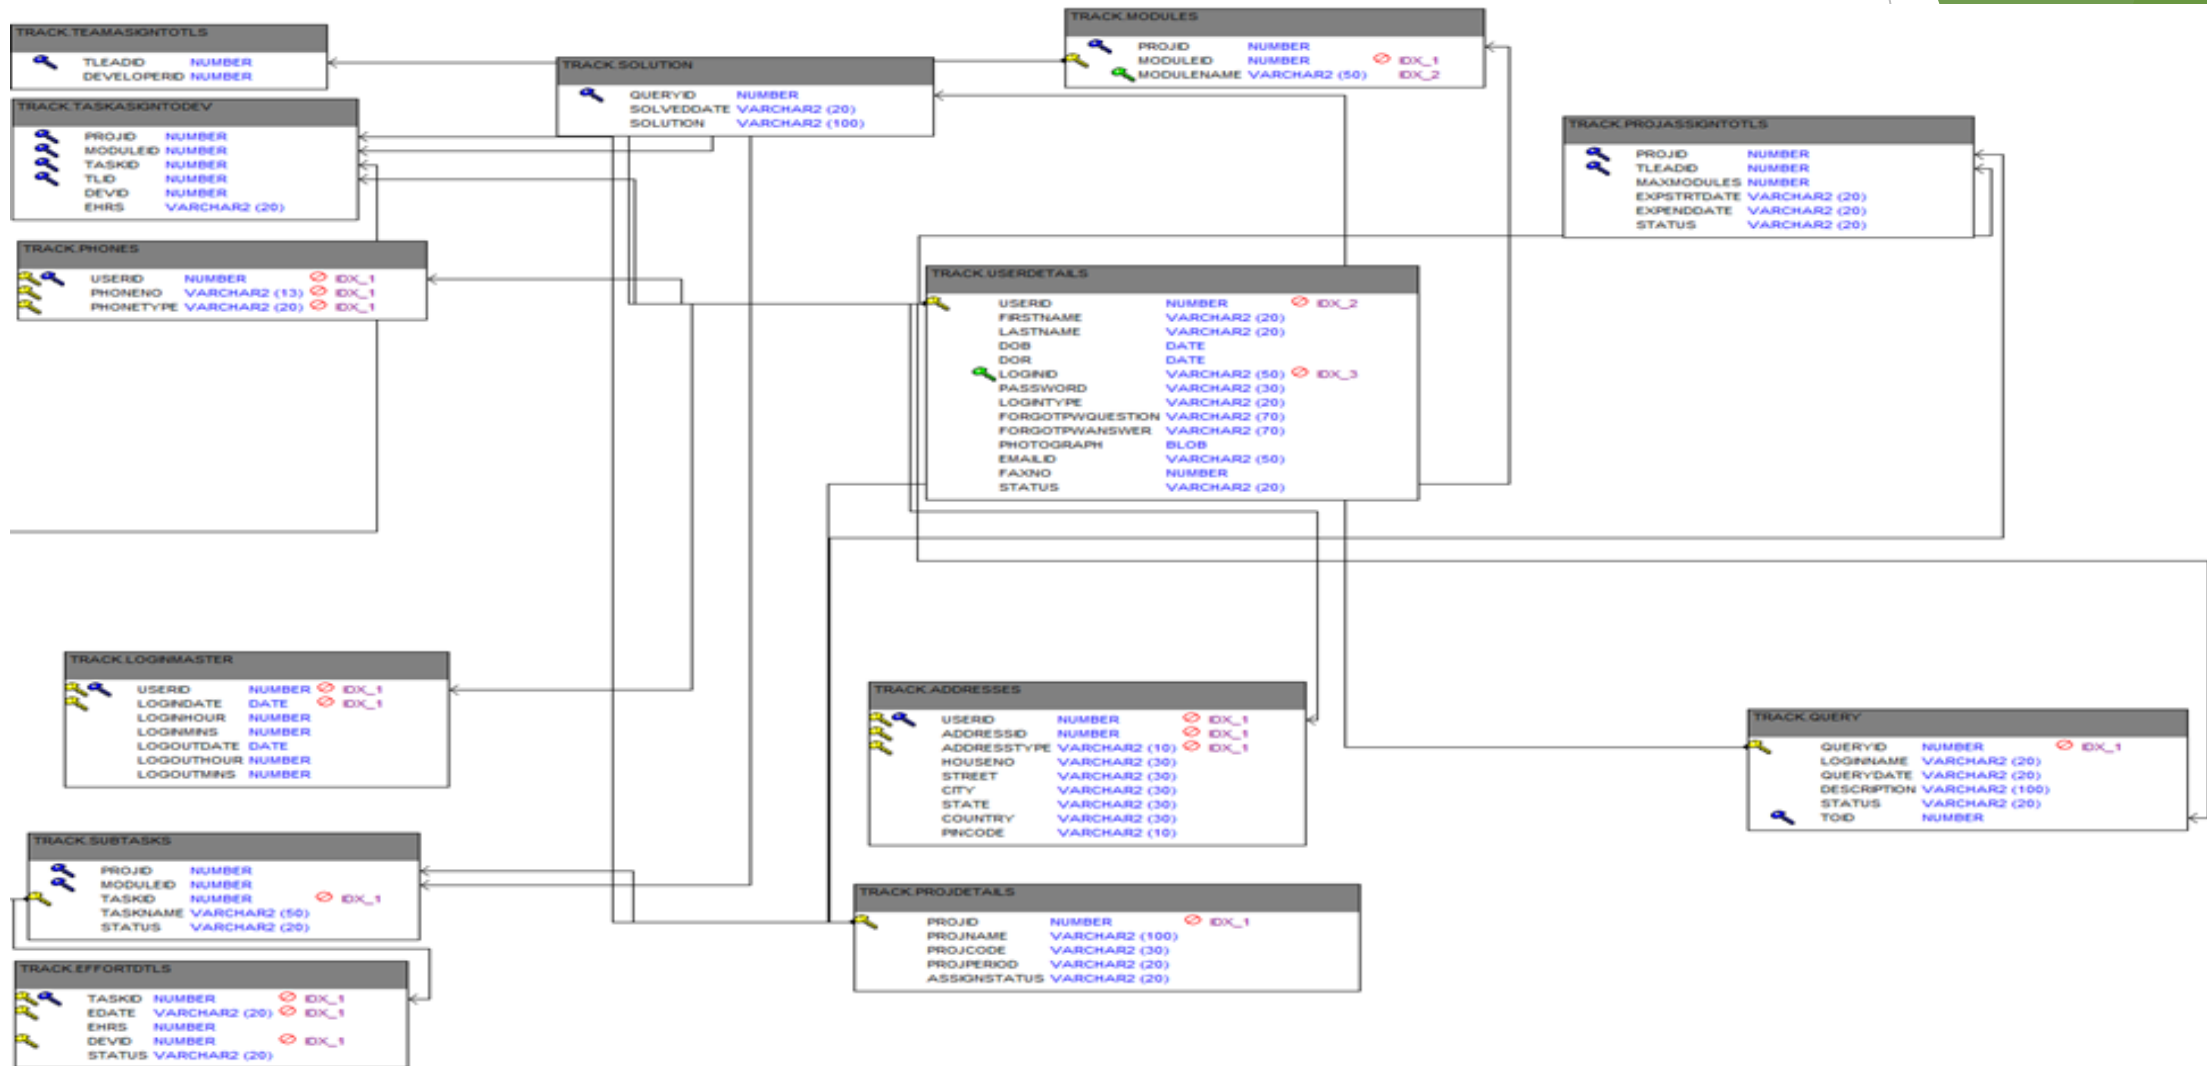 TRACK.TEAMASIGNTOTLS
TLEADID NUMBER
DEVELOPERID NUMBER
TRACK.TASKASIGNTODEV
PROJID NUMBER
MODULEID NUMBER
TASKID NUMBER
TLID NUMBER
DEVID NUMBER
EHRS VARCHAR2 (20)
TRACK.PHONES
USERID NUMBER IDX_1
PHONENO VARCHAR2 (13) IDX_1
PHONETYPE VARCHAR2 (20) IDX_1
TRACK.SOLUTION
QUERYID NUMBER
SOLVEDDATE VARCHAR2 (20)
SOLUTION VARCHAR2 (100)
TRACK.MODULES
PROJID NUMBER
MODULEID NUMBER IDX_1
MODULENAME VARCHAR2 (50) IDX_2
TRACK.PROJASSIGNTOTLS
PROJID NUMBER
TLEADID NUMBER
MAXMODULES NUMBER
EXPSTRTDATE VARCHAR2 (20)
EXPENDDATE VARCHAR2 (20)
STATUS VARCHAR2 (20)
TRACK.USERDETAILS
USERID NUMBER IDX_2
FIRSTNAME VARCHAR2 (20)
LASTNAME VARCHAR2 (20)
DOB DATE
DOR DATE
LOGINID VARCHAR2 (50) IDX_3
PASSWORD VARCHAR2 (30)
LOGINTYPE VARCHAR2 (20)
FORGOTPWQUESTION VARCHAR2 (70)
FORGOTPWANSWER VARCHAR2 (70)
PHOTOGRAPH BLOB
EMAILID VARCHAR2 (50)
FAXNO NUMBER
STATUS VARCHAR2 (20)
TRACK.LOGINMASTER
USERID NUMBER IDX_1
LOGINDATE DATE IDX_1
LOGINHOUR NUMBER
LOGINMINS NUMBER
LOGOUTDATE DATE
LOGOUTHOUR NUMBER
LOGOUTMINS NUMBER
TRACK.ADDRESSES
USERID NUMBER IDX_1
ADDRESSID NUMBER IDX_1
ADDRESSTYPE VARCHAR2 (10) IDX_1
HOUSENO VARCHAR2 (30)
STREET VARCHAR2 (30)
CITY VARCHAR2 (30)
STATE VARCHAR2 (30)
COUNTRY VARCHAR2 (30)
PINCODE VARCHAR2 (10)
TRACK.QUERY
QUERYID NUMBER IDX_1
LOGINNAME VARCHAR2 (20)
QUERYDATE VARCHAR2 (20)
DESCRIPTION VARCHAR2 (100)
STATUS VARCHAR2 (20)
TOID NUMBER
TRACK.SUBTASKS
PROJID NUMBER
MODULEID NUMBER
TASKID NUMBER IDX_1
TASKNAME VARCHAR2 (50)
STATUS VARCHAR2 (20)
TRACK.PROJDETAILS
PROJID NUMBER IDX_1
PROJNAME VARCHAR2 (100)
PROJCODE VARCHAR2 (30)
PROJPERIOD VARCHAR2 (20)
ASSIGNSTATUS VARCHAR2 (20)
TRACK.EFFORTDTLS
TASKID NUMBER IDX_1
EDATE VARCHAR2 (20) IDX_1
EHRS NUMBER
DEVID NUMBER IDX_1
STATUS VARCHAR2 (20)